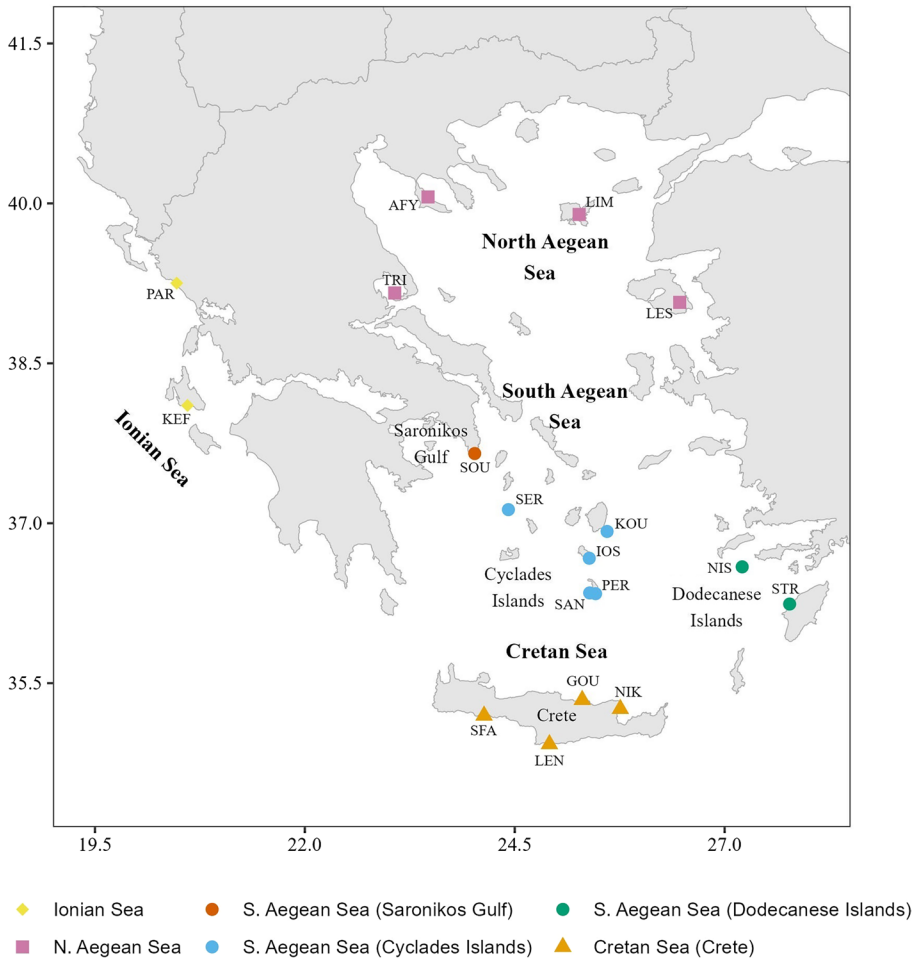 41.5
40.0
38.5
37.0
35.5
19.5
22.0
24.5
27.0
AFY
LIM
North Aegean
Sea
TRI
PAR
LES
South Aegean
Sea
KEF
Ionian Sea
Saronikos
Gulf
SOU
SER
KOU
IOS
Cyclades
Islands
PER
SAN
NIS
STR
Dodecanese
Islands
Cretan Sea
GOU
NIK
Crete
SFA
LEN
Ionian Sea
S. Aegean Sea (Saronikos Gulf)
S. Aegean Sea (Dodecanese Islands)
N. Aegean Sea
S. Aegean Sea (Cyclades Islands)
Cretan Sea (Crete)